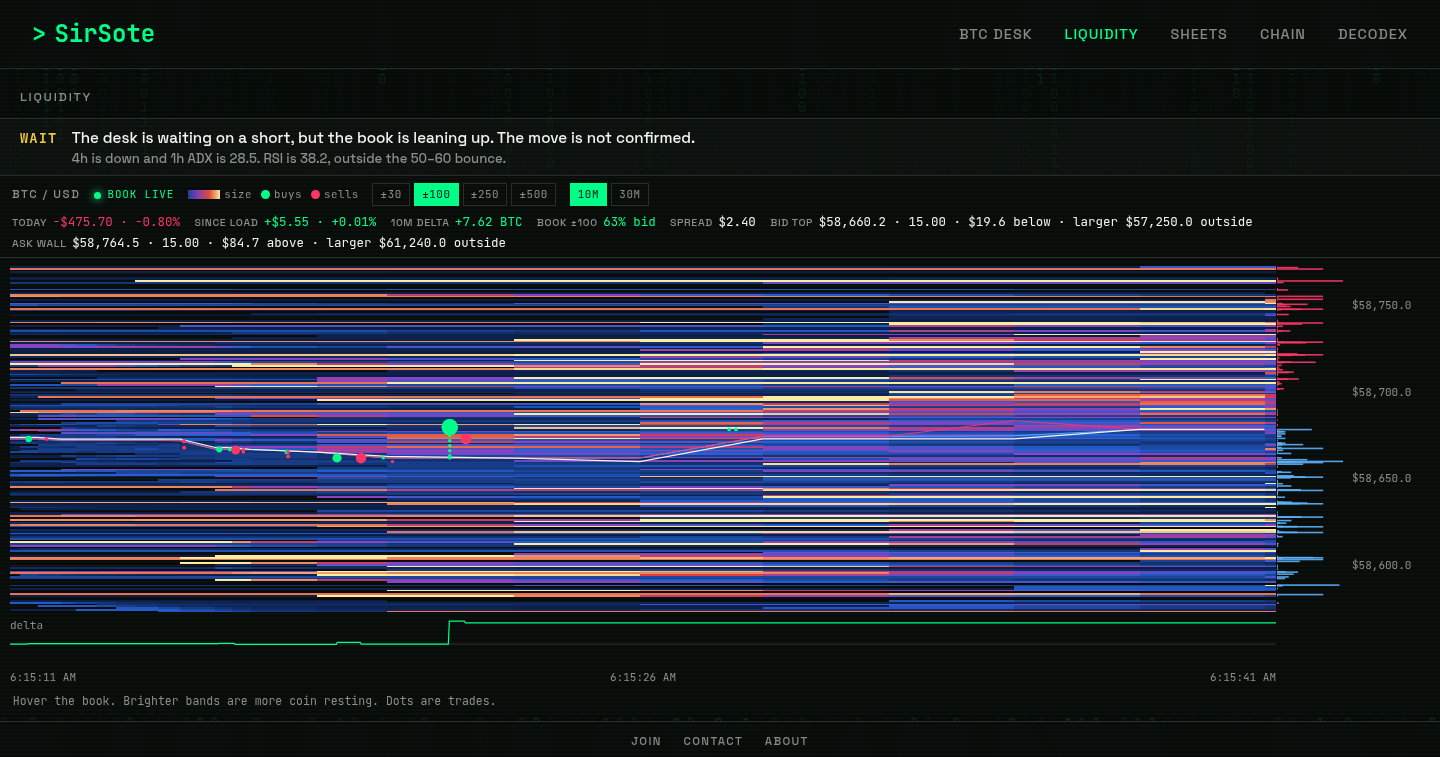 > SirSote
BTC DESK LIQUIDITY SHEETS CHAIN DECODEX
LIQUIDITY
WAIT The desk is waiting on a short, but the book is leaning up. The move is not confirmed.
4h is down and 1h ADX is 28.5. RSI is 38.2, outside the 50–60 bounce.
BTC / USD BOOK LIVE size buys sells ±30 ±100 ±250 ±500 10M 30M
TODAY -$475.70 · -0.80% SINCE LOAD +$5.55 · +0.01% 10M DELTA +7.62 BTC BOOK ±100 63% bid SPREAD $2.40 BID TOP $58,660.2 · 15.00 · $19.6 below · larger $57,250.0 outside
ASK WALL $58,764.5 · 15.00 · $84.7 above · larger $61,240.0 outside
$58,750.0
$58,700.0
$58,650.0
$58,600.0
delta
6:15:11 AM 6:15:26 AM 6:15:41 AM
Hover the book. Brighter bands are more coin resting. Dots are trades.
JOIN CONTACT ABOUT